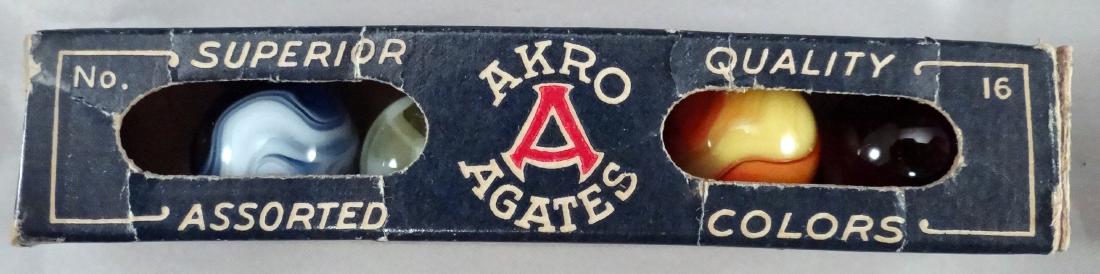 No. SUPERIOR QUALITY 16
AKRO
A
AGATES
ASSORTED COLORS